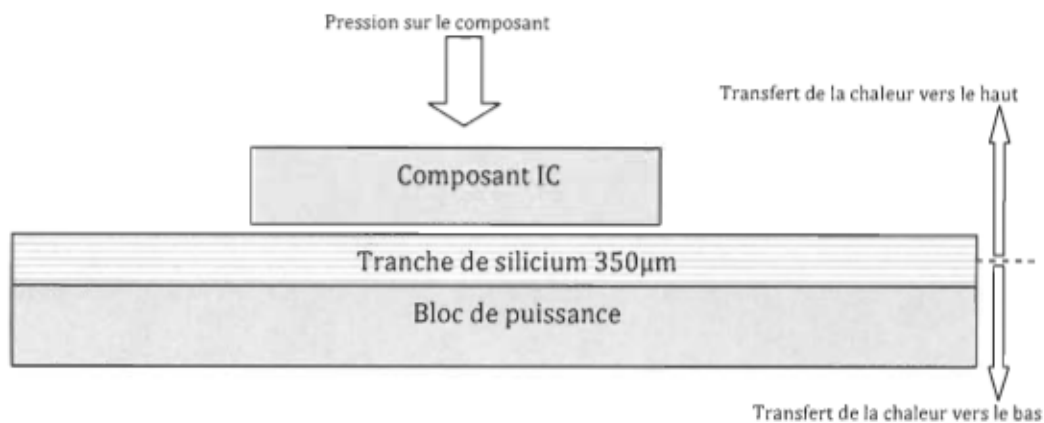 Pression sur le composant
Transfert de la chaleur vers le haut
Composant IC
Tranche de silicium 350µm
Bloc de puissance
Transfert de la chaleur vers le bas